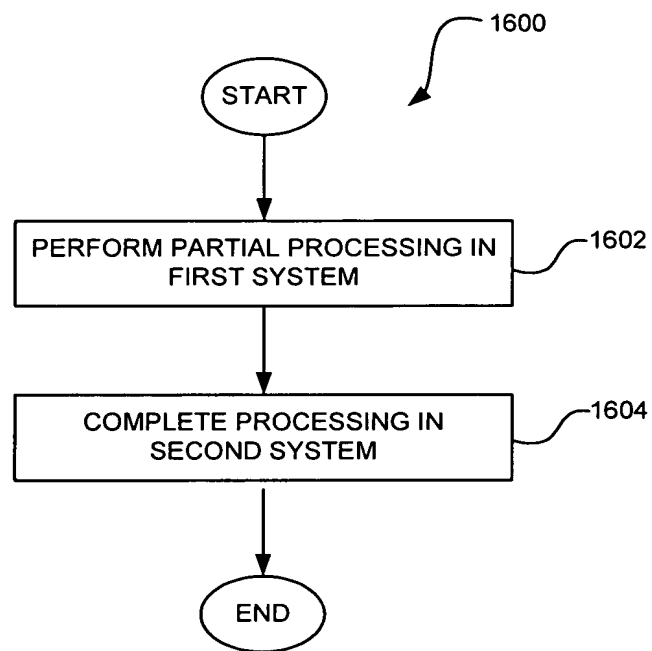 1600
START
PERFORM PARTIAL PROCESSING IN
FIRST SYSTEM
1602
COMPLETE PROCESSING IN
SECOND SYSTEM
1604
END